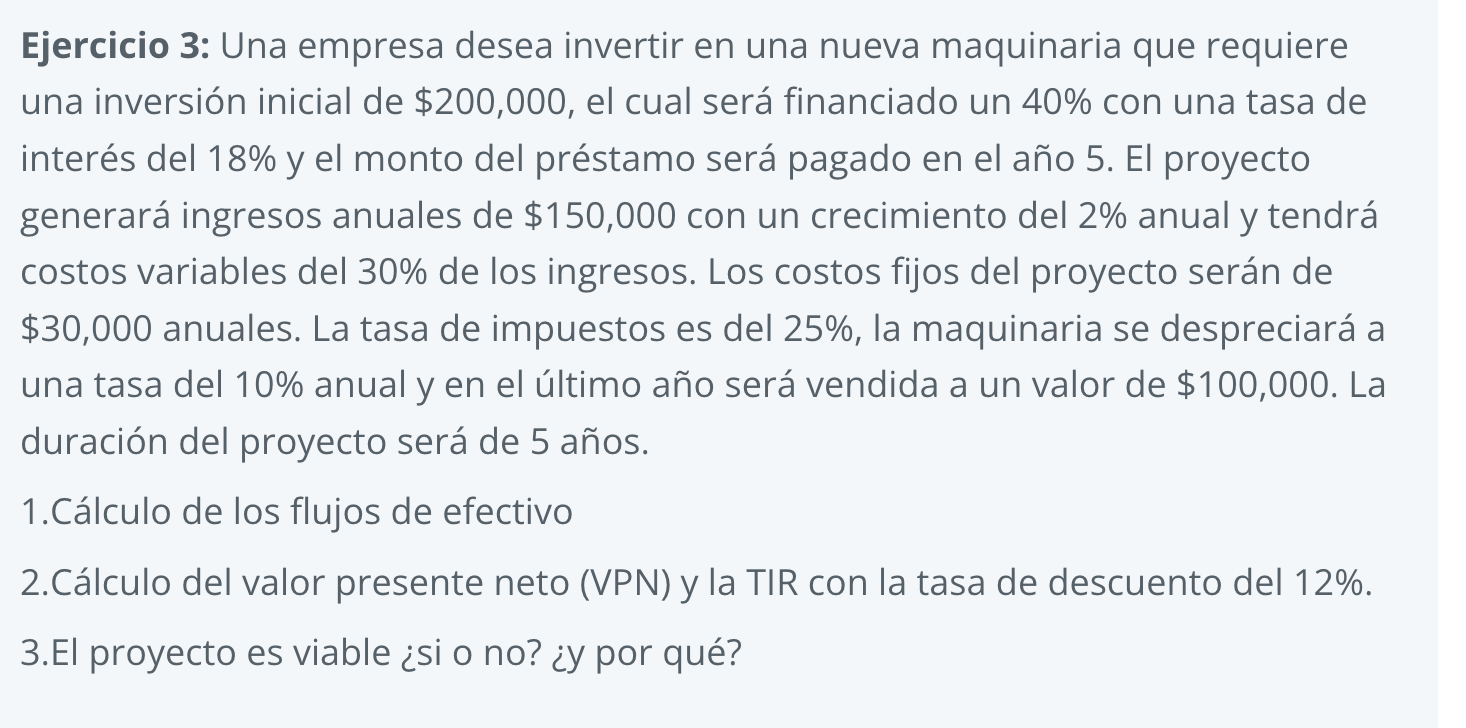 Ejercicio 3: Una empresa desea invertir en una nueva maquinaria que requiere
una inversión inicial de $200,000, el cual será financiado un 40% con una tasa de
interés del 18% y el monto del préstamo será pagado en el año 5. El proyecto
generará ingresos anuales de $150,000 con un crecimiento del 2% anual y tendrá
costos variables del 30% de los ingresos. Los costos fijos del proyecto serán de
$30,000 anuales. La tasa de impuestos es del 25%, la maquinaria se despreciará a
una tasa del 10% anual y en el último año será vendida a un valor de $100,000. La
duración del proyecto será de 5 años.
1.Cálculo de los flujos de efectivo
2.Cálculo del valor presente neto (VPN) y la TIR con la tasa de descuento del 12%.
3.El proyecto es viable ¿si o no? ¿y por qué?